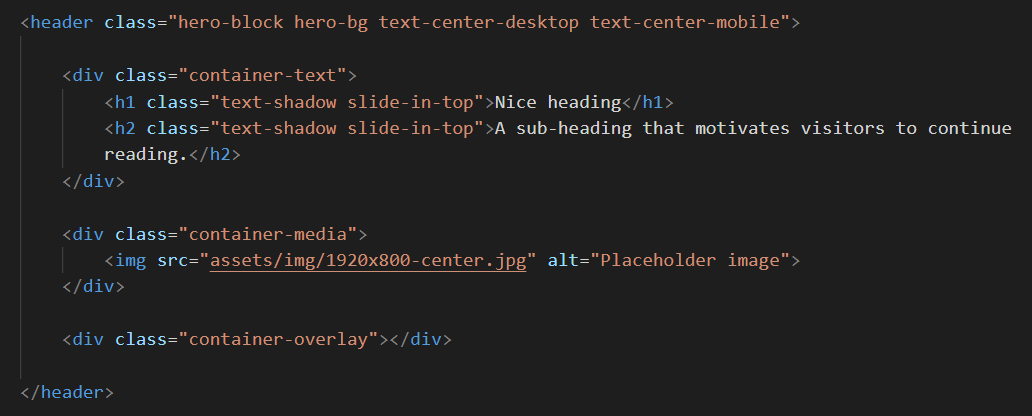 <header class="hero-block hero-bg text-center-desktop text-center-mobile">
<div class="container-text">
<h1 class="text-shadow slide-in-top">Nice heading</h1>
<h2 class="text-shadow slide-in-top">A sub-heading that motivates visitors to continue
reading.</h2>
</div>
<div class="container-media">
<img src="assets/img/1920x800-center.jpg" alt="Placeholder image">
</div>
<div class="container-overlay"></div>
</header>